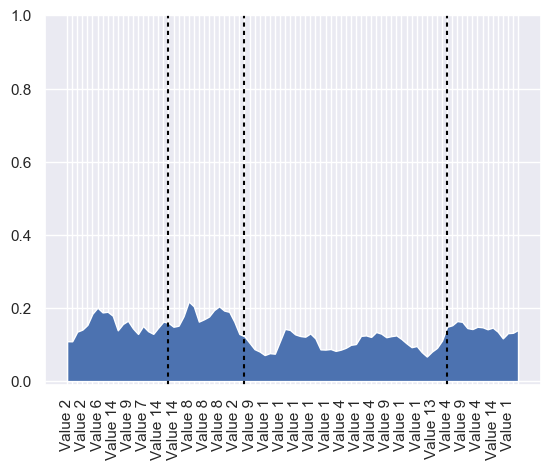 1.0
0.8
0.6
0.4
0.2
0.0
Value 2
Value 2
Value 6
Value 14
Value 9
Value 7
Value 14
Value 14
Value 8
Value 8
Value 8
Value 2
Value 9
Value 1
Value 1
Value 1
Value 1
Value 4
Value 4
Value 9
Value 1
Value 1
Value 13
Value 4
Value 9
Value 4
Value 14
Value 1